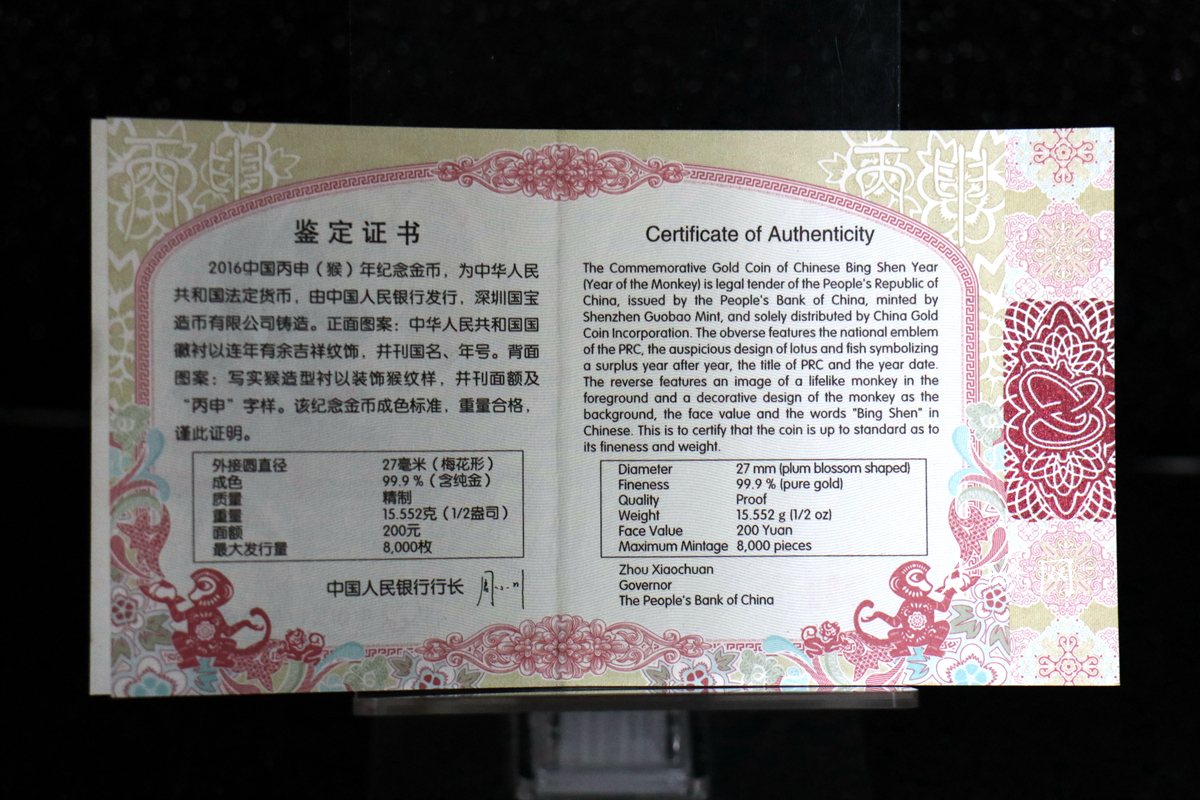 鉴定证书
2016中国丙申（猴）年纪念金币，为中华人民
共和国法定货币，由中国人民银行发行，深圳国宝
造币有限公司铸造。正面图案：中华人民共和国国
徽衬以连年有余吉祥纹饰，并刊国名、年号。背面
图案：写实猴造型衬以装饰猴纹样，并刊面额及
“丙申”字样。该纪念金币成色标准，重量合格，
谨此证明。
外接圆直径 27毫米（梅花形）
成色 99.9％（含纯金）
质量 精制
重量 15.552克（1/2盎司）
面额 200元
最大发行量 8,000枚
中国人民银行行长
Certificate of Authenticity
The Commemorative Gold Coin of Chinese Bing Shen Year
(Year of the Monkey) is legal tender of the People's Republic of
China, issued by the People's Bank of China, minted by
Shenzhen Guobao Mint, and solely distributed by China Gold
Coin Incorporation. The obverse features the national emblem
of the PRC, the auspicious design of lotus and fish symbolizing
a surplus year after year, the title of PRC and the year date.
The reverse features an image of a lifelike monkey in the
foreground and a decorative design of the monkey as the
background, the face value and the words "Bing Shen" in
Chinese. This is to certify that the coin is up to standard as to
its fineness and weight.
Diameter 27 mm (plum blossom shaped)
Fineness 99.9 % (pure gold)
Quality Proof
Weight 15.552 g (1/2 oz)
Face Value 200 Yuan
Maximum Mintage 8,000 pieces
Zhou Xiaochuan
Governor
The People's Bank of China